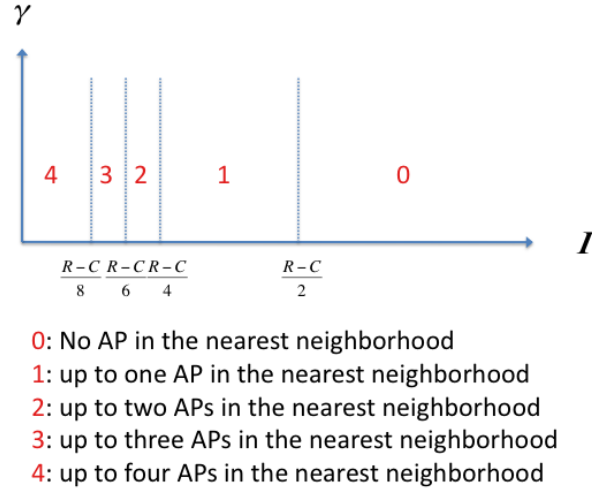 γ
4 3 2 1 0
I
R – C R – C R – C R – C
8 6 4 2
0: No AP in the nearest neighborhood
1: up to one AP in the nearest neighborhood
2: up to two APs in the nearest neighborhood
3: up to three APs in the nearest neighborhood
4: up to four APs in the nearest neighborhood